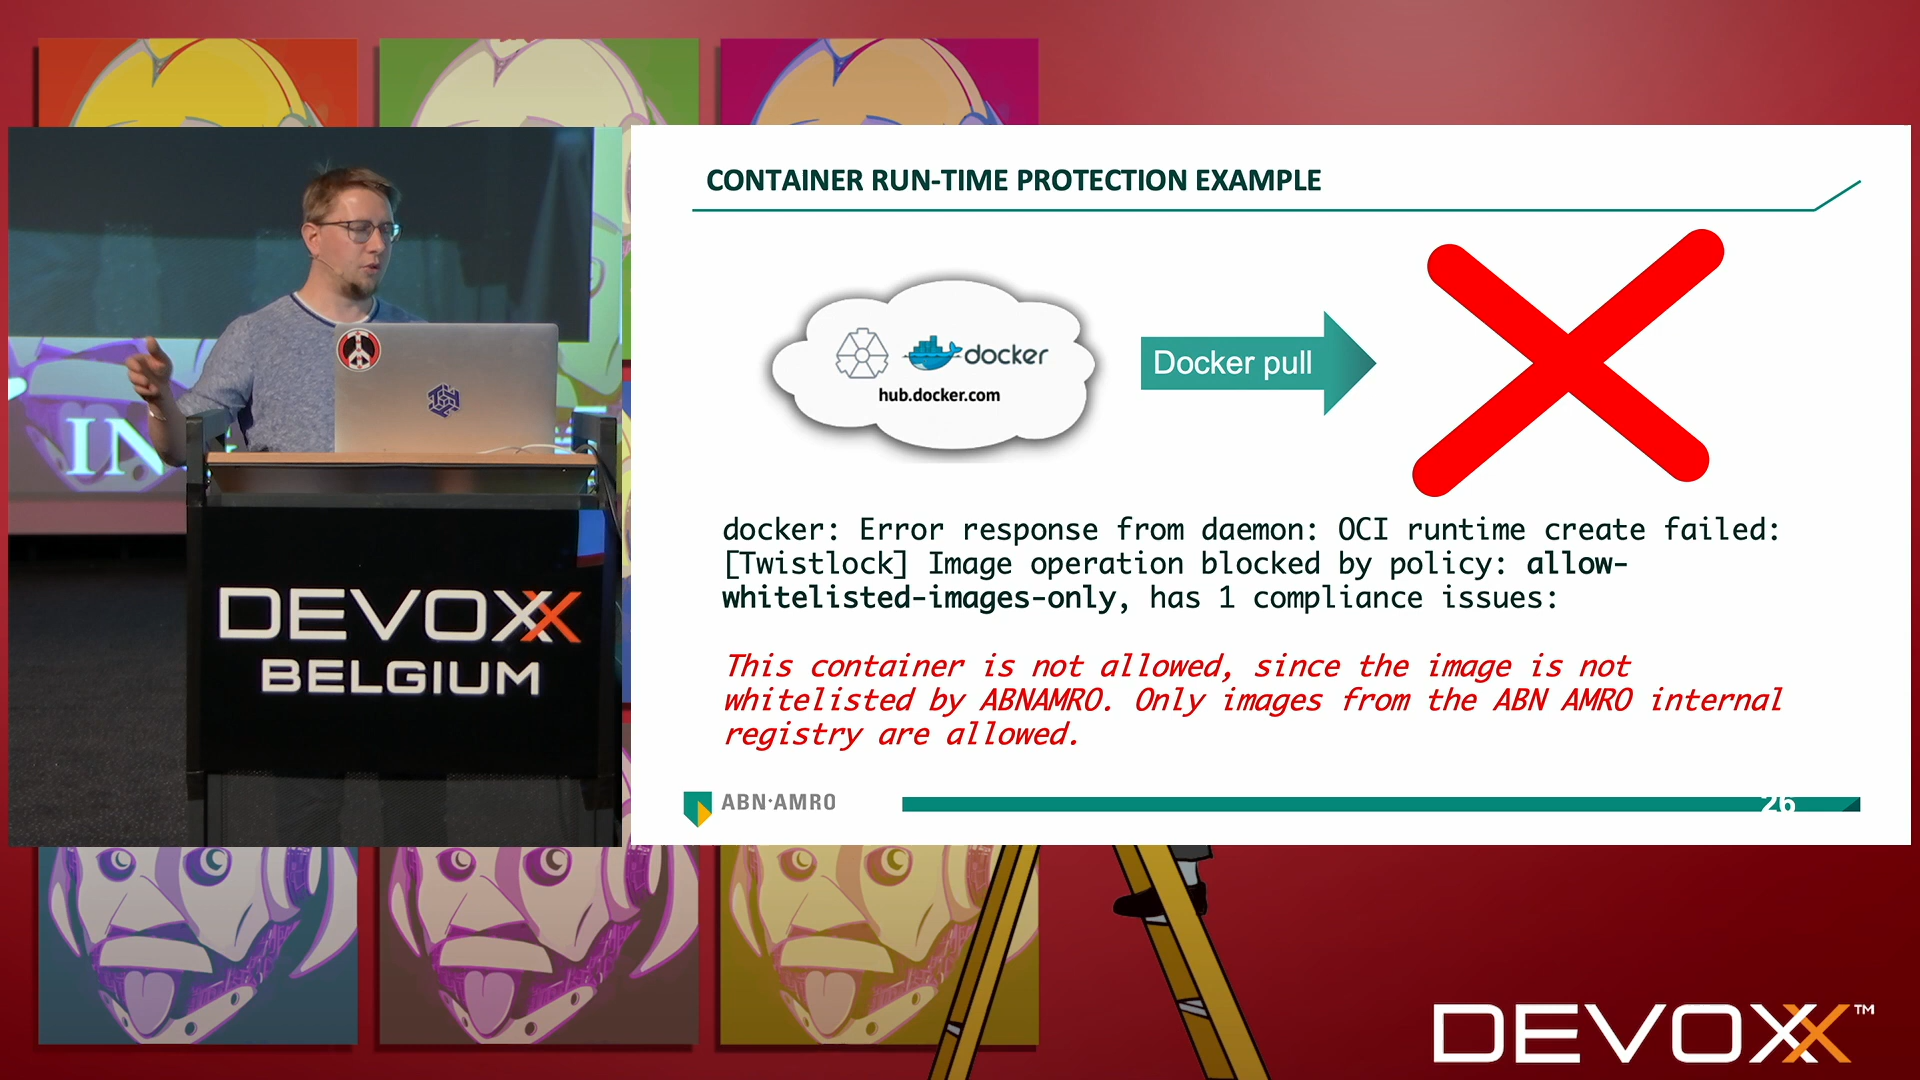 CONTAINER RUN-TIME PROTECTION EXAMPLE
docker
hub.docker.com
Docker pull
docker: Error response from daemon: OCI runtime create failed:
[Twistlock] Image operation blocked by policy: allow-
whitelisted-images-only, has 1 compliance issues:
This container is not allowed, since the image is not
whitelisted by ABNAMRO. Only images from the ABN AMRO internal
registry are allowed.
ABN·AMRO
26
IN
DEVOXX
BELGIUM
DEVOXX™